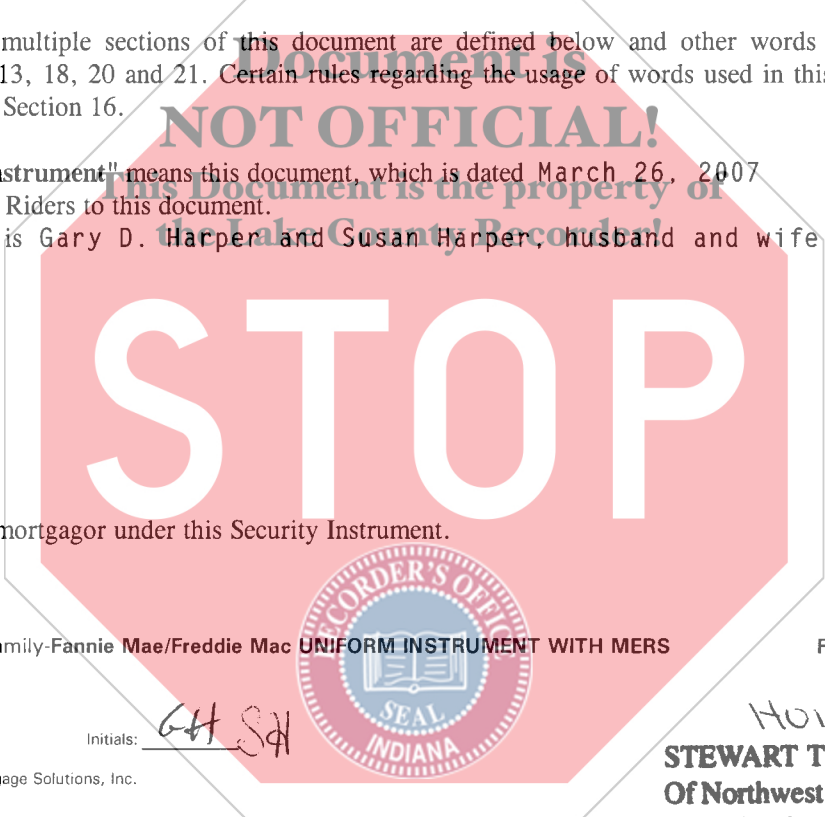 multiple sections of this document are defined below and other words
Document is
13, 18, 20 and 21. Certain rules regarding the usage of words used in this
Section 16.
NOT OFFICIAL!
strument" means this document, which is dated March 26, 2007
This Document is the property of
Riders to this document.
is Gary D. Harper and Susan Harper, husband and wife
the Lake County Recorder!
STOP
mortgagor under this Security Instrument.
RECORDER'S OFFICE
mily-Fannie Mae/Freddie Mac UNIFORM INSTRUMENT WITH MERS F
SEAL
INDIANA
Initials: GH SH
STEWART T
gage Solutions, Inc.
Of Northwest